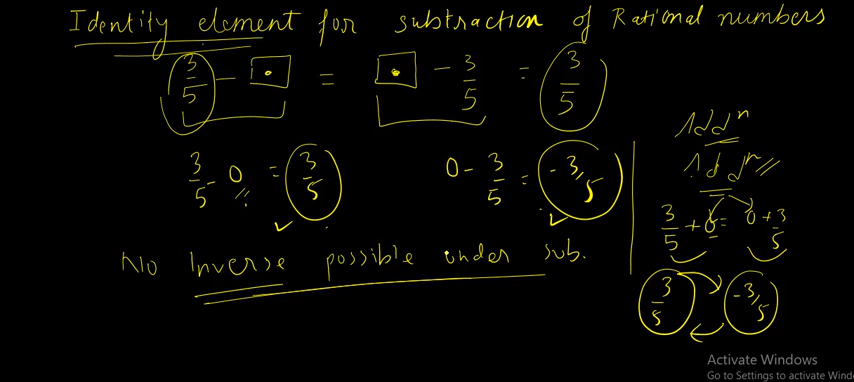 Identity element for subtraction of Rational numbers
3/5 - [.] = [.] - 3/5 = 3/5
3/5 - 0 = 3/5 0 - 3/5 = -3/5
No Inverse possible under sub.
Addⁿ
Addⁿ
3/5 + 0 = 0 + 3/5
3/5 -3/5
Activate Windows
Go to Settings to activate Wind